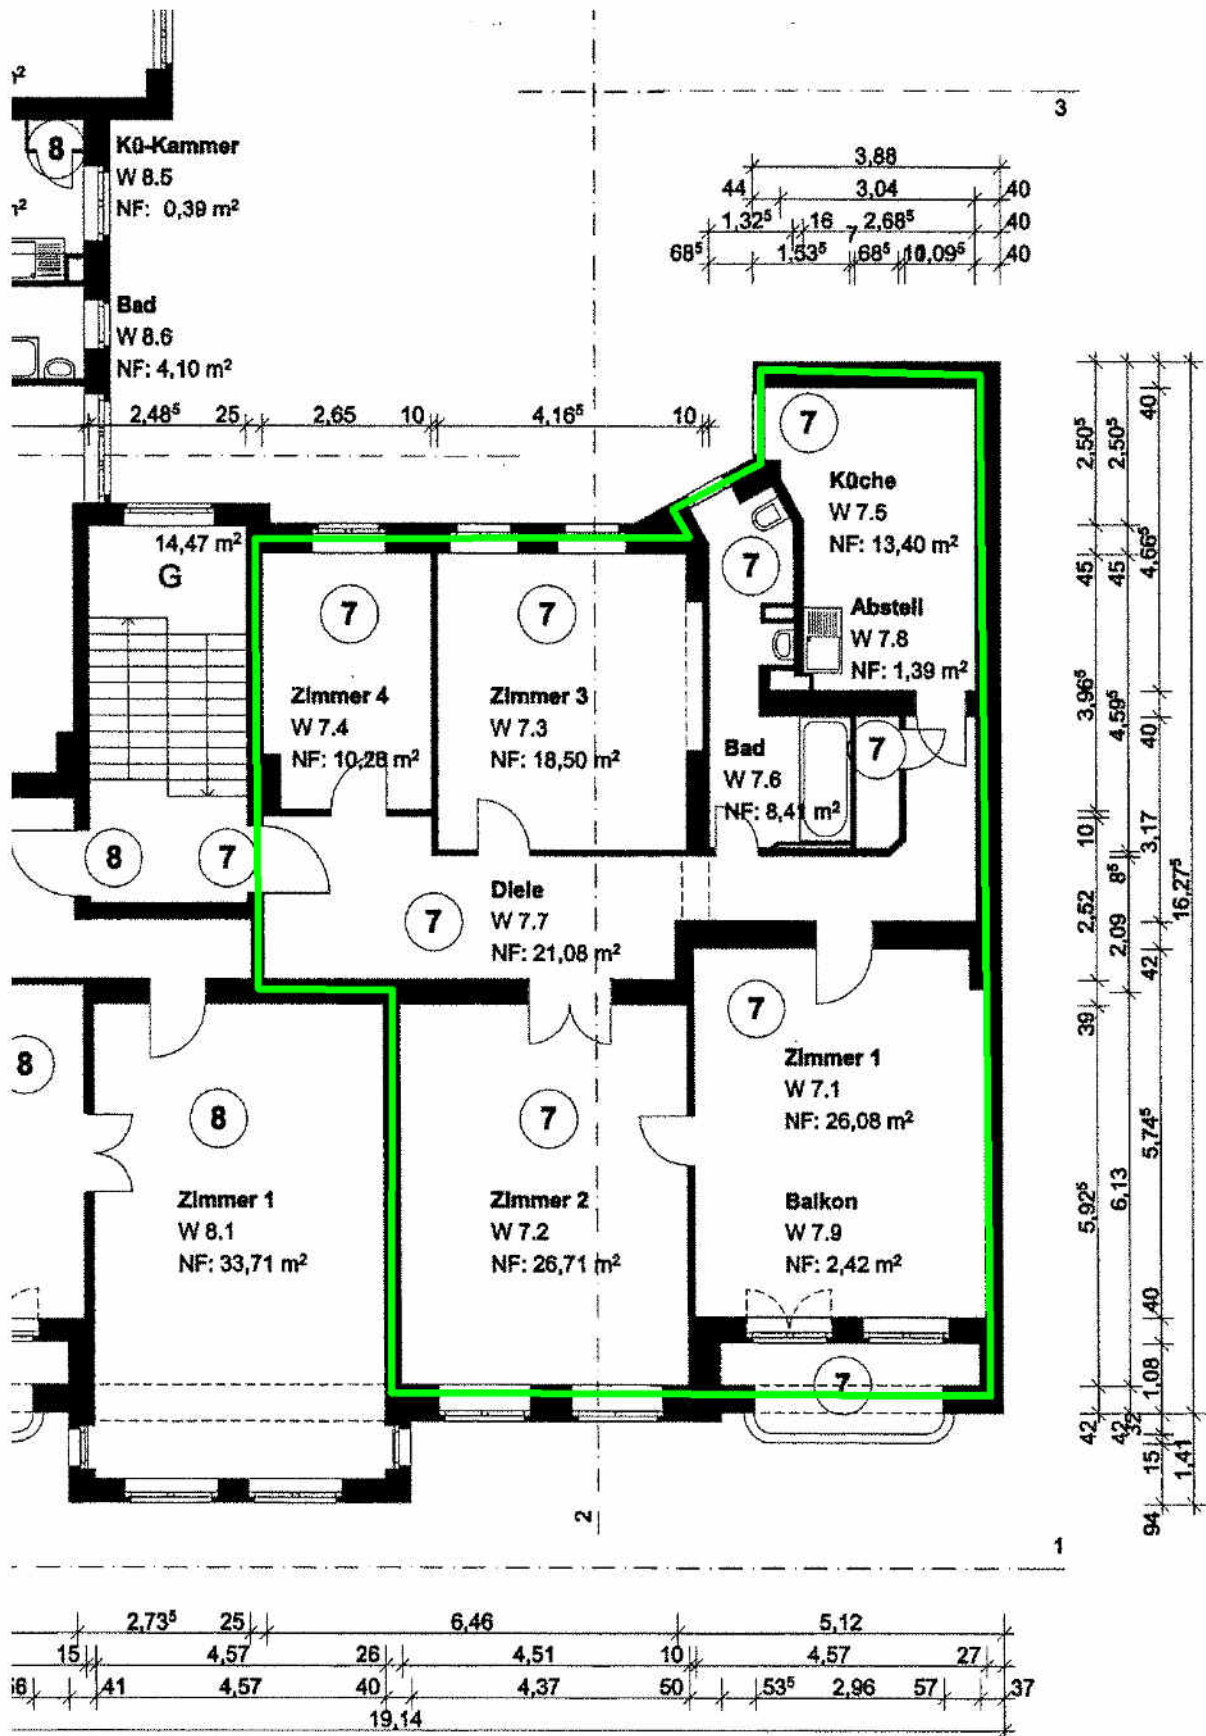 3
8
Kü-Kammer
W 8.5
NF: 0,39 m²
Bad
W 8.6
NF: 4,10 m²
3,88
44 3,04 40
1,32⁵ 16 2,68⁵ 40
7
68⁵ 1,53⁵ 68⁵ 1,09⁵ 40
2,48⁵ 25 2,65 10 4,16⁵ 10
7
Küche
W 7.5
NF: 13,40 m²
14,47 m²
G
7
7
7
Abstell
W 7.8
NF: 1,39 m²
Zimmer 4
W 7.4
NF: 10,28 m²
Zimmer 3
W 7.3
NF: 18,50 m²
Bad
W 7.6
NF: 8,41 m²
7
8
7
Diele
W 7.7
NF: 21,08 m²
7
7
8
8
7
Zimmer 1
W 7.1
NF: 26,08 m²
Zimmer 1
W 8.1
NF: 33,71 m²
Zimmer 2
W 7.2
NF: 26,71 m²
Balkon
W 7.9
NF: 2,42 m²
7
2,50⁵ 45 3,96⁵ 10 2,52 39 5,92⁵ 42
2,50⁵ 45 4,59⁵ 8⁵ 2,09 6,13 42
40 4,66⁵ 40 3,17 42 5,74⁵ 40 1,08 32 15 94
16,27⁵ 1,41
2
1
2,73⁵ 25 6,46 5,12
15 4,57 26 4,51 10 4,57 27
41 4,57 40 4,37 50 53⁵ 2,96 57 37
19,14